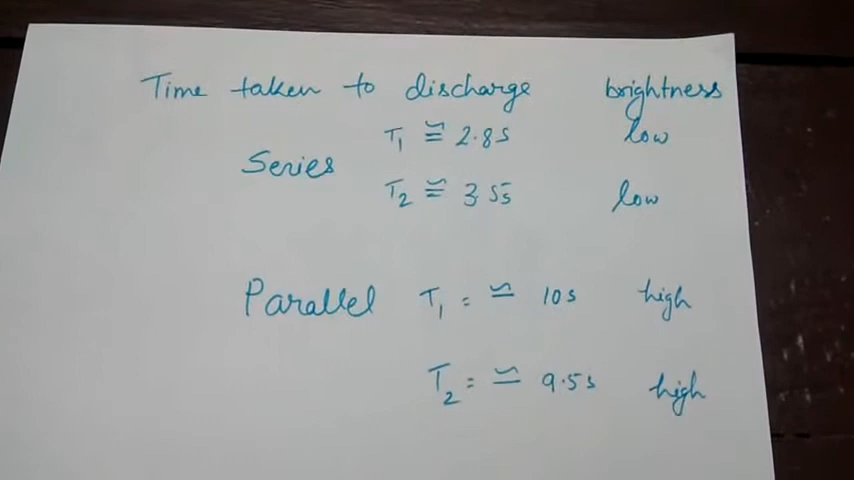 Time taken to discharge brightness
T₁ ≅ 2.8s low
Series
T₂ ≅ 3 5s low
Parallel T₁ = ≃ 10s high
T₂ = ≃ 9.5s high